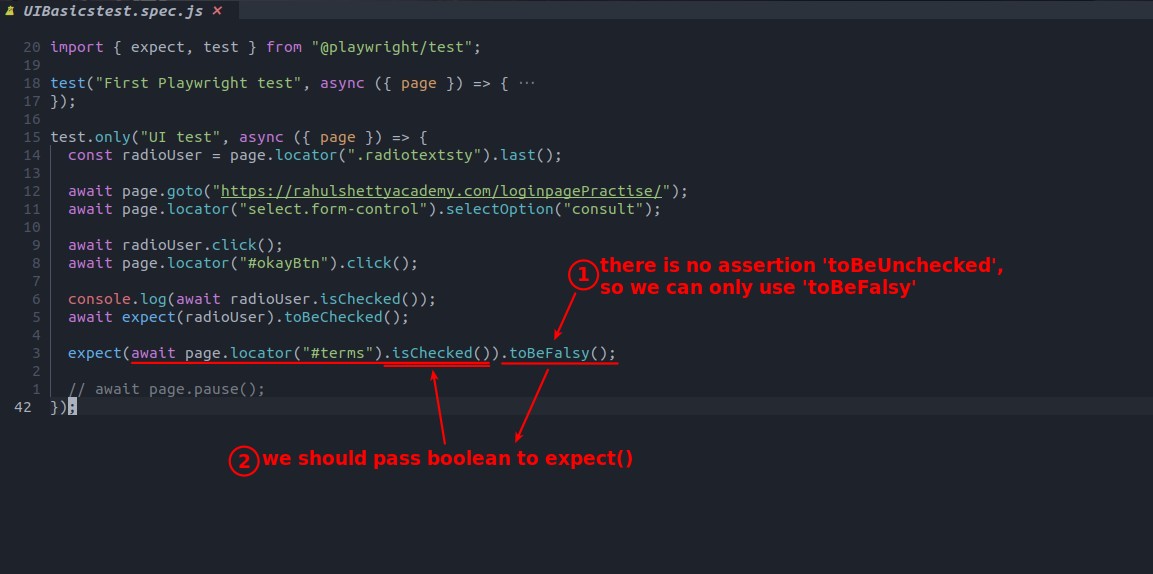 UIBasicstest.spec.js ×
20 import { expect, test } from "@playwright/test";
19
18 test("First Playwright test", async ({ page }) => { ···
17 });
16
15 test.only("UI test", async ({ page }) => {
14 const radioUser = page.locator(".radiotextsty").last();
13
12 await page.goto("https://rahulshettyacademy.com/loginpagePractise/");
11 await page.locator("select.form-control").selectOption("consult");
10
9 await radioUser.click();
8 await page.locator("#okayBtn").click();
7
6 console.log(await radioUser.isChecked());
5 await expect(radioUser).toBeChecked();
4
3 expect(await page.locator("#terms").isChecked()).toBeFalsy();
2
1 // await page.pause();
42 });
1 there is no assertion 'toBeUnchecked',
so we can only use 'toBeFalsy'
2 we should pass boolean to expect()